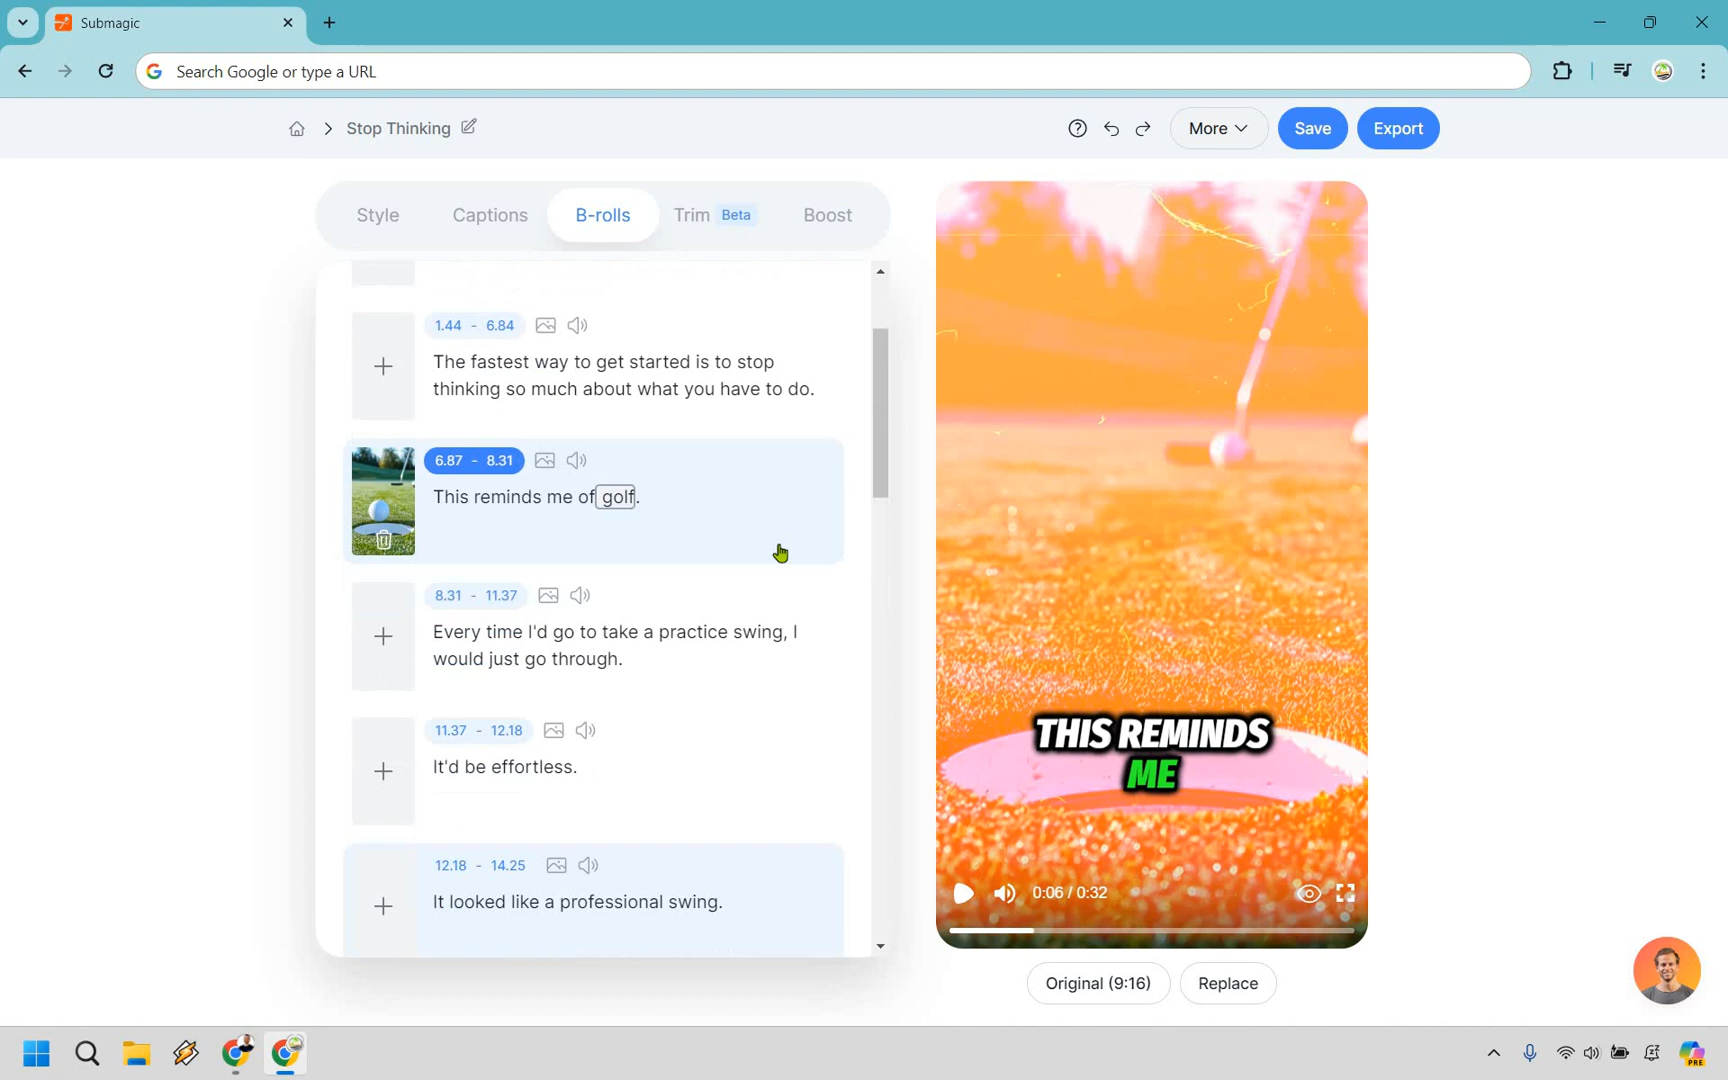 Submagic
Search Google or type a URL
Stop Thinking
More
Save
Export
Style
Captions
B-rolls
Trim Beta
Boost
1.44 - 6.84
The fastest way to get started is to stop
thinking so much about what you have to do.
6.87 - 8.31
This reminds me of golf.
8.31 - 11.37
Every time I'd go to take a practice swing, I
would just go through.
11.37 - 12.18
It'd be effortless.
12.18 - 14.25
It looked like a professional swing.
THIS REMINDS
ME
0:06 / 0:32
Original (9:16)
Replace
PRE